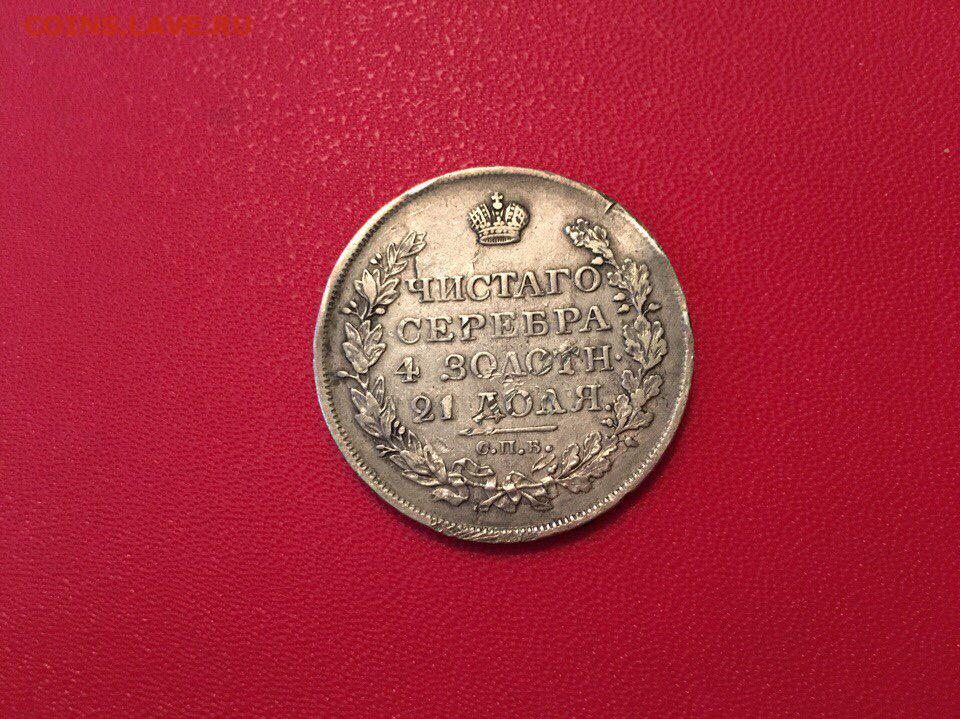 COINS.LAVE.RU
ЧИСТАГО
СЕРЕБРА
4 ЗОЛОТН.
21 ДОЛЯ.
С.П.Б.